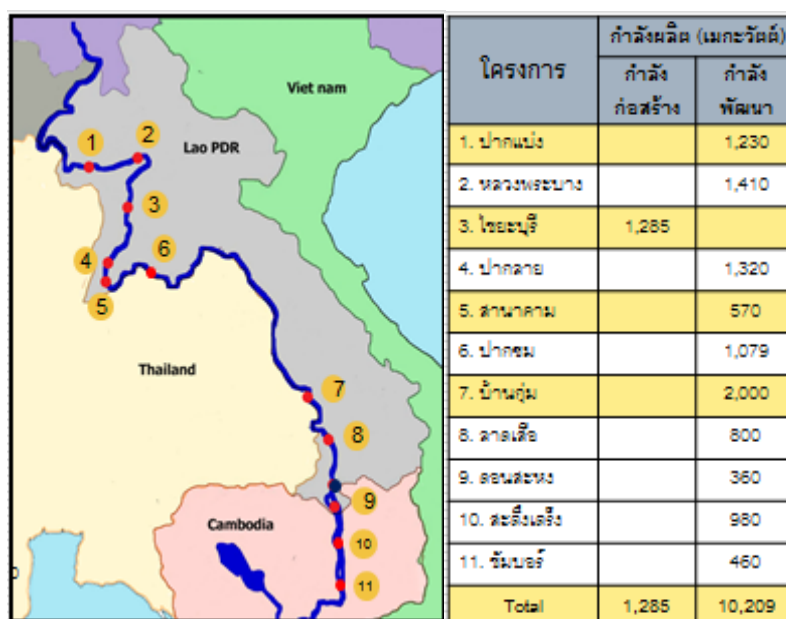 Viet nam
1
2
Lao PDR
3
4
6
5
Thailand
7
8
9
Cambodia
10
11
โครงการ
กำลังผลิต (เมกะวัตต์)
กำลัง
ก่อสร้าง
กำลัง
พัฒนา
1. ปากแบ่ง 1,230
2. หลวงพระบาง 1,410
3. ไซยะบุรี 1,285
4. ปากลาย 1,320
5. สานาคาม 570
6. ปากชม 1,079
7. บ้านกุ่ม 2,000
8. ลาดเสือ 800
9. ดอนสะหง 360
10. สะตึงเตร็ง 980
11. ซัมบอร์ 460
Total 1,285 10,209